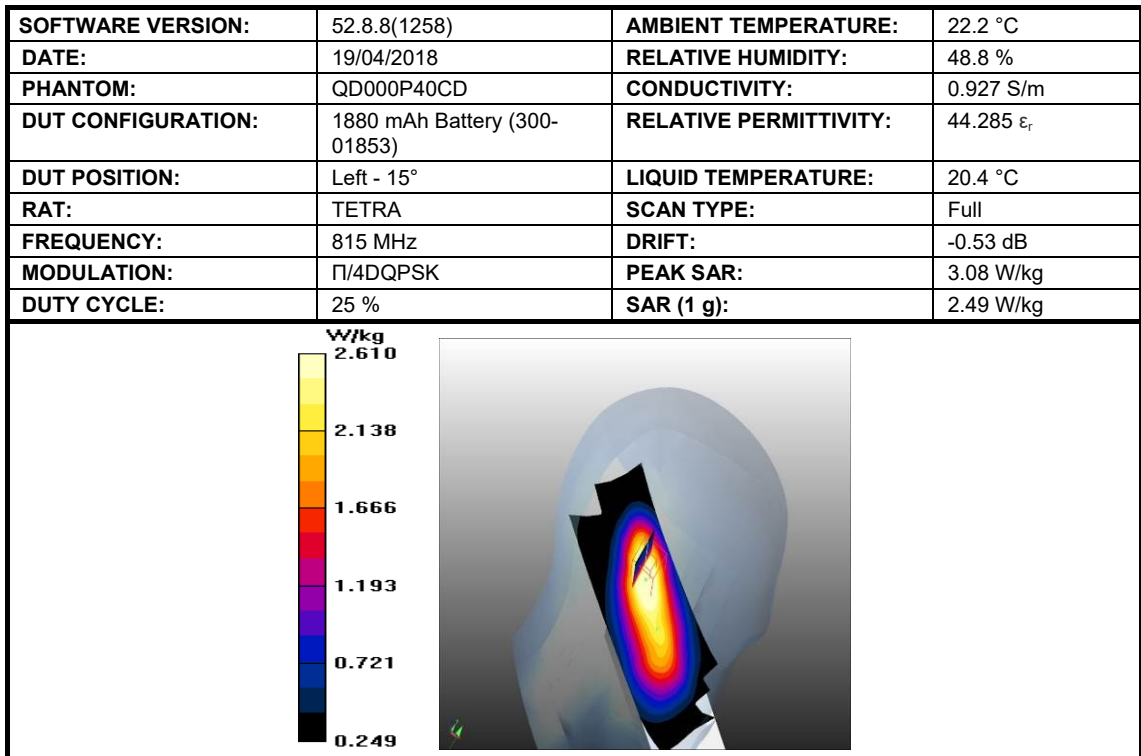 SOFTWARE VERSION: 52.8.8(1258) AMBIENT TEMPERATURE: 22.2 °C
DATE: 19/04/2018 RELATIVE HUMIDITY: 48.8 %
PHANTOM: QD000P40CD CONDUCTIVITY: 0.927 S/m
DUT CONFIGURATION: 1880 mAh Battery (300- RELATIVE PERMITTIVITY: 44.285 εr
01853)
DUT POSITION: Left - 15° LIQUID TEMPERATURE: 20.4 °C
RAT: TETRA SCAN TYPE: Full
FREQUENCY: 815 MHz DRIFT: -0.53 dB
MODULATION: Π/4DQPSK PEAK SAR: 3.08 W/kg
DUTY CYCLE: 25 % SAR (1 g): 2.49 W/kg
W/kg
2.610
2.138
1.666
1.193
0.721
0.249